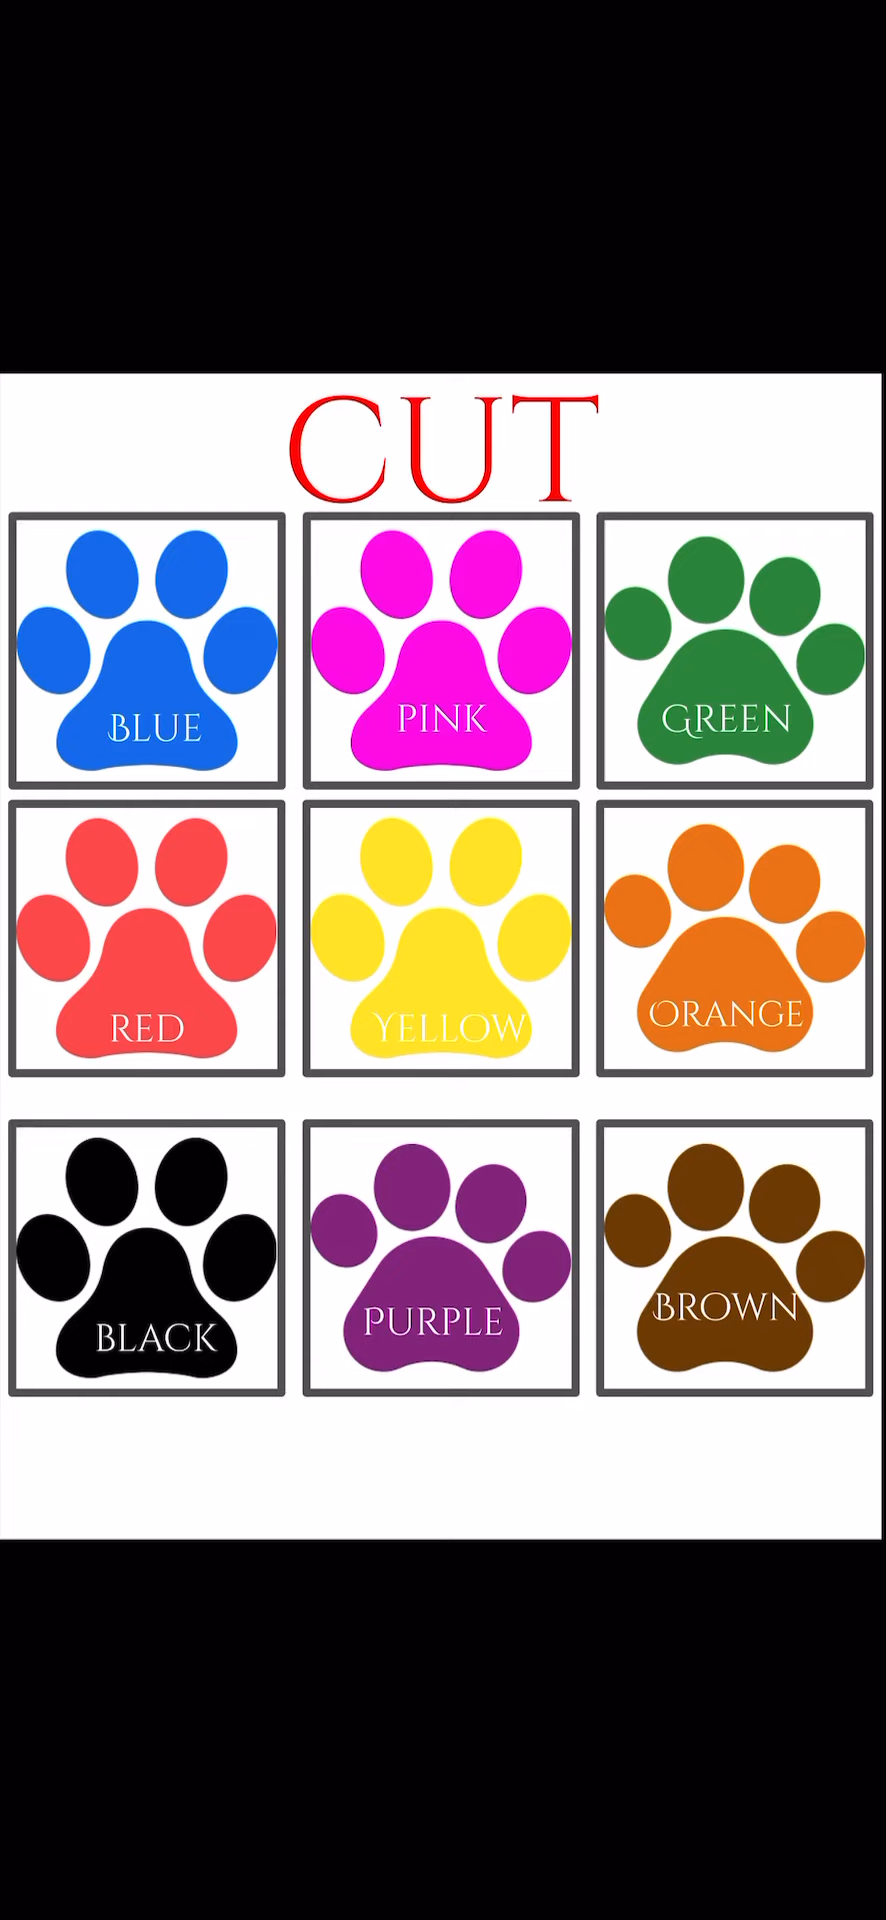 CUT
BLUE
PINK
GREEN
RED
YELLOW
ORANGE
BLACK
PURPLE
BROWN